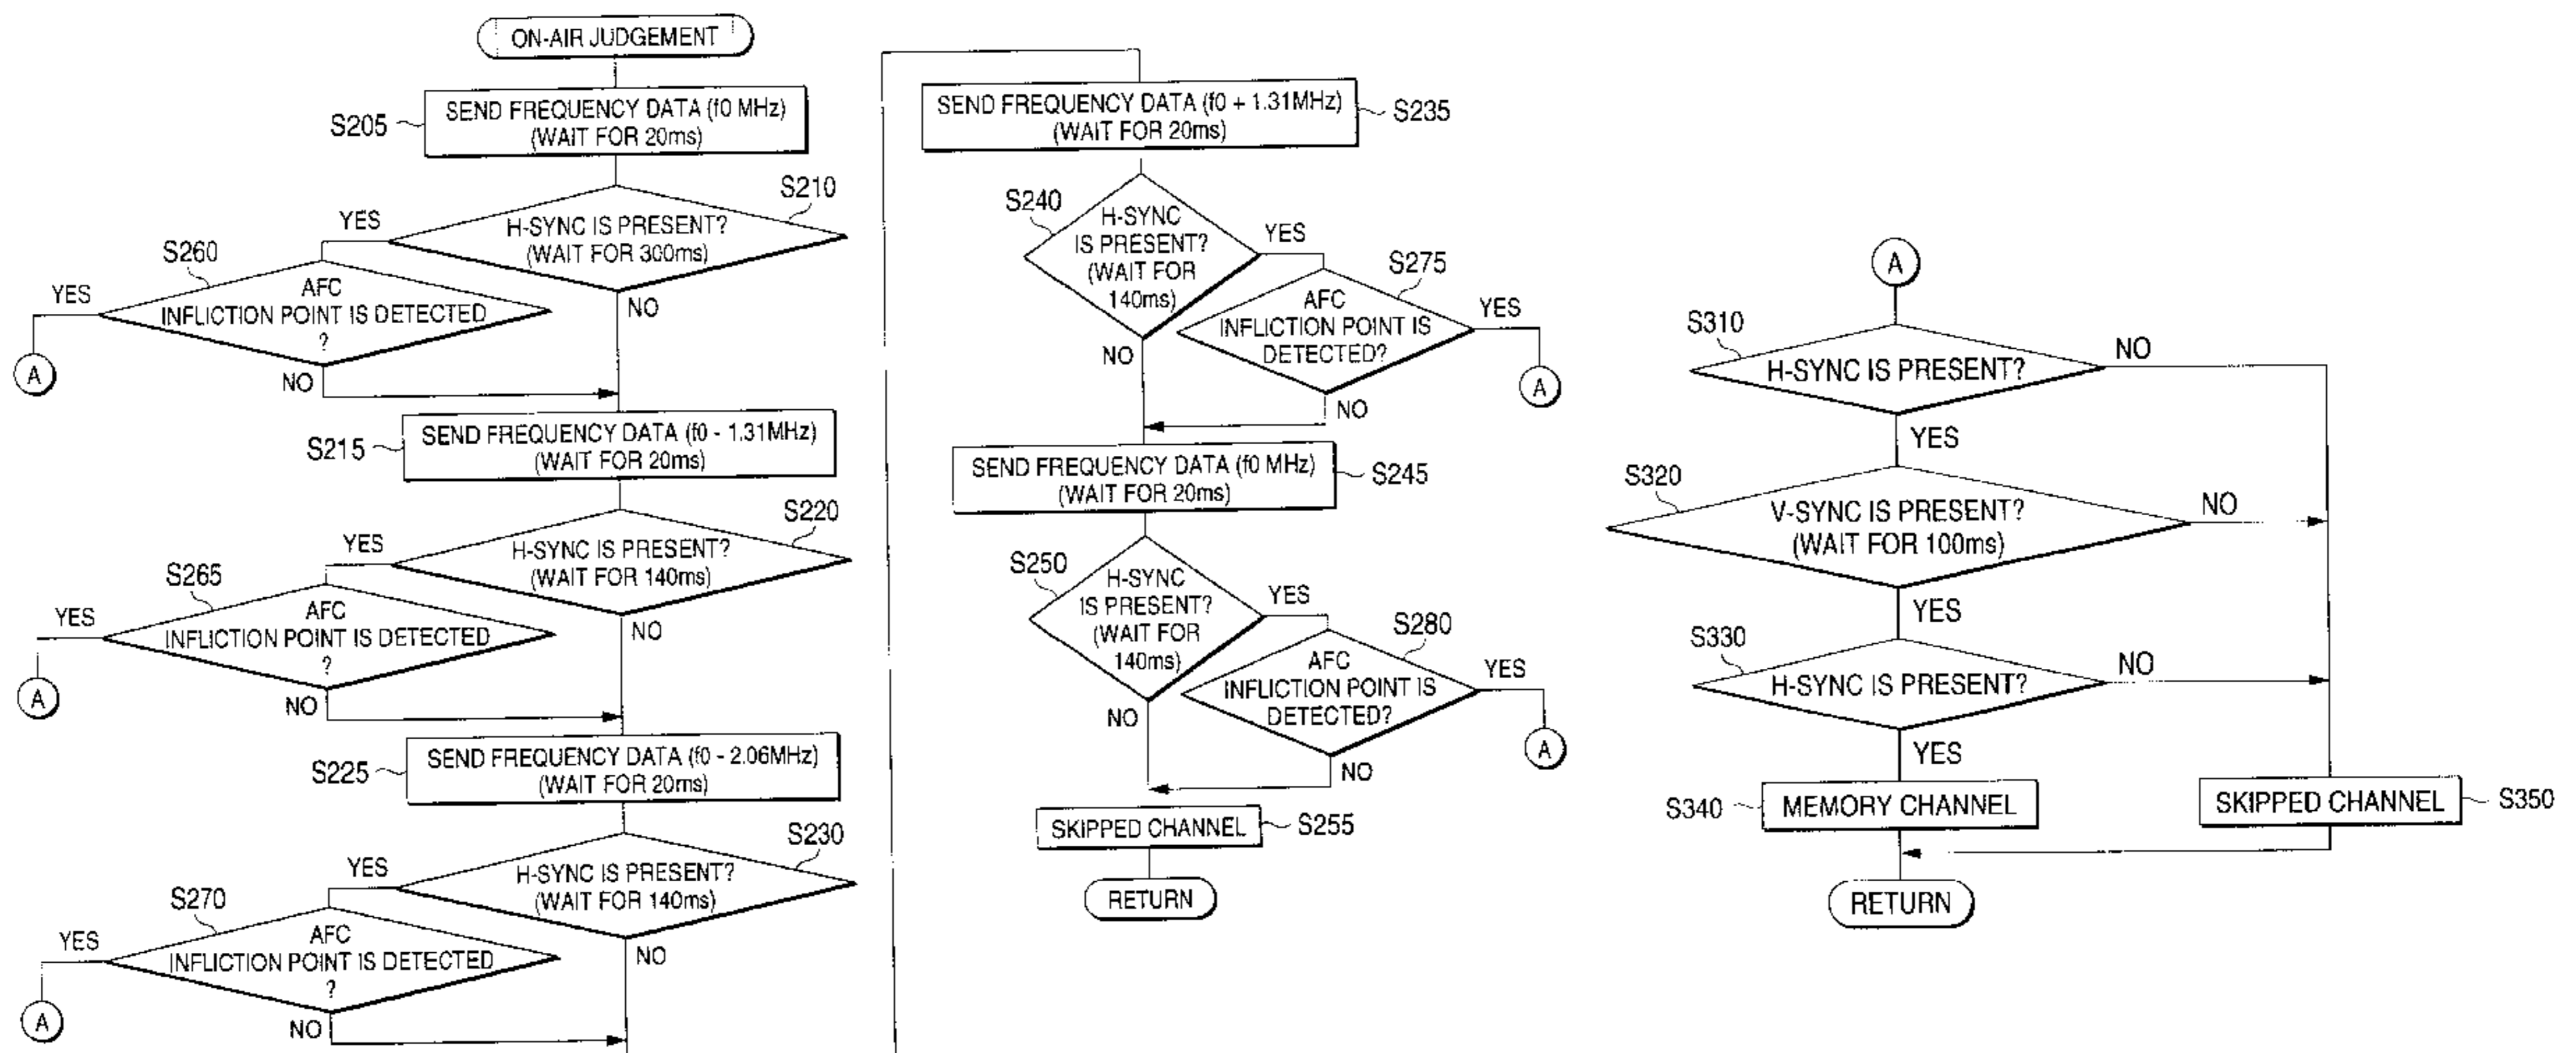 ON-AIR JUDGEMENT
S205
SEND FREQUENCY DATA (f0 MHz)
(WAIT FOR 20ms)
S210
H-SYNC IS PRESENT?
(WAIT FOR 300ms)
YES
NO
S260
AFC
INFLICTION POINT IS DETECTED
?
YES
NO
A
S215
SEND FREQUENCY DATA (f0 - 1.31MHz)
(WAIT FOR 20ms)
S220
H-SYNC IS PRESENT?
(WAIT FOR 140ms)
YES
NO
S265
AFC
INFLICTION POINT IS DETECTED
?
YES
NO
A
S225
SEND FREQUENCY DATA (f0 - 2.06MHz)
(WAIT FOR 20ms)
S230
H-SYNC IS PRESENT?
(WAIT FOR 140ms)
YES
NO
S270
AFC
INFLICTION POINT IS DETECTED
?
YES
NO
A
SEND FREQUENCY DATA (f0 + 1.31MHz)
(WAIT FOR 20ms)
S235
S240
H-SYNC
IS PRESENT?
(WAIT FOR
140ms)
YES
NO
S275
AFC
INFLICTION POINT IS
DETECTED?
YES
NO
A
SEND FREQUENCY DATA (f0 MHz)
(WAIT FOR 20ms)
S245
S250
H-SYNC
IS PRESENT?
(WAIT FOR
140ms)
YES
NO
S280
AFC
INFLICTION POINT IS
DETECTED?
YES
NO
A
SKIPPED CHANNEL
S255
RETURN
A
S310
H-SYNC IS PRESENT?
NO
YES
S320
V-SYNC IS PRESENT?
(WAIT FOR 100ms)
NO
YES
S330
H-SYNC IS PRESENT?
NO
YES
S340
MEMORY CHANNEL
SKIPPED CHANNEL
S350
RETURN